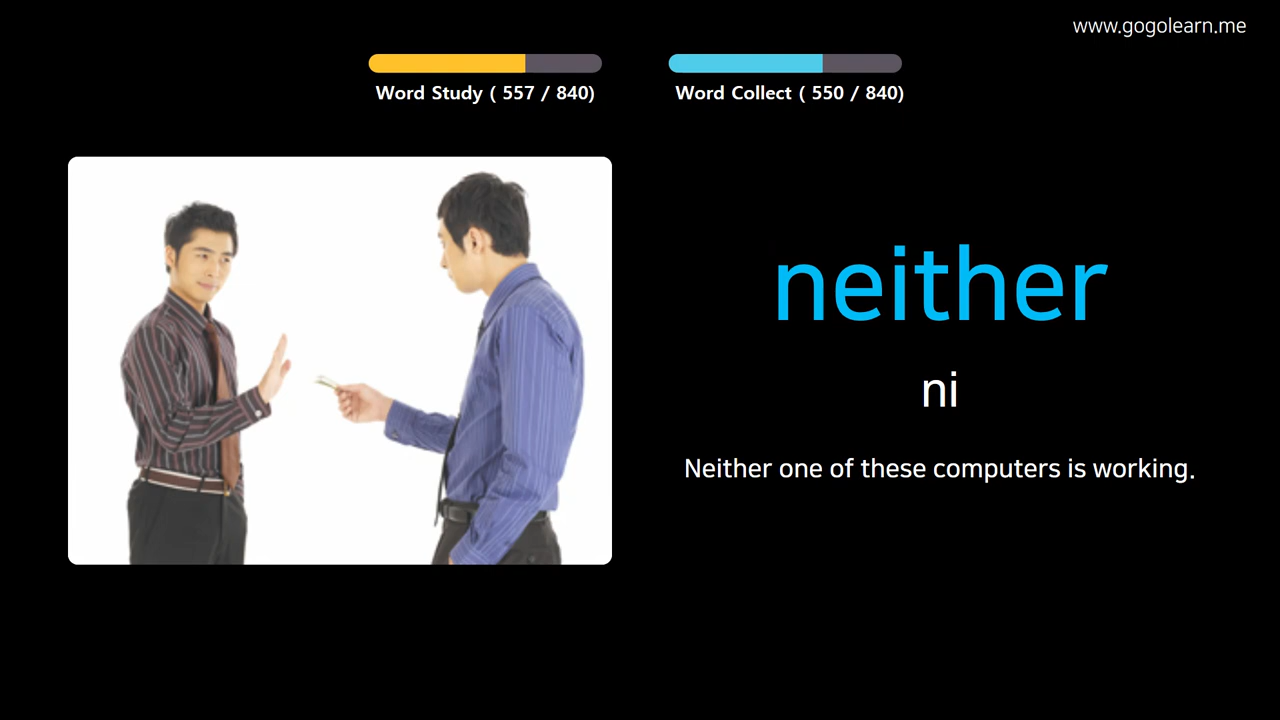 www.gogolearn.me
Word Study ( 557 / 840)
Word Collect ( 550 / 840)
neither
ni
Neither one of these computers is working.